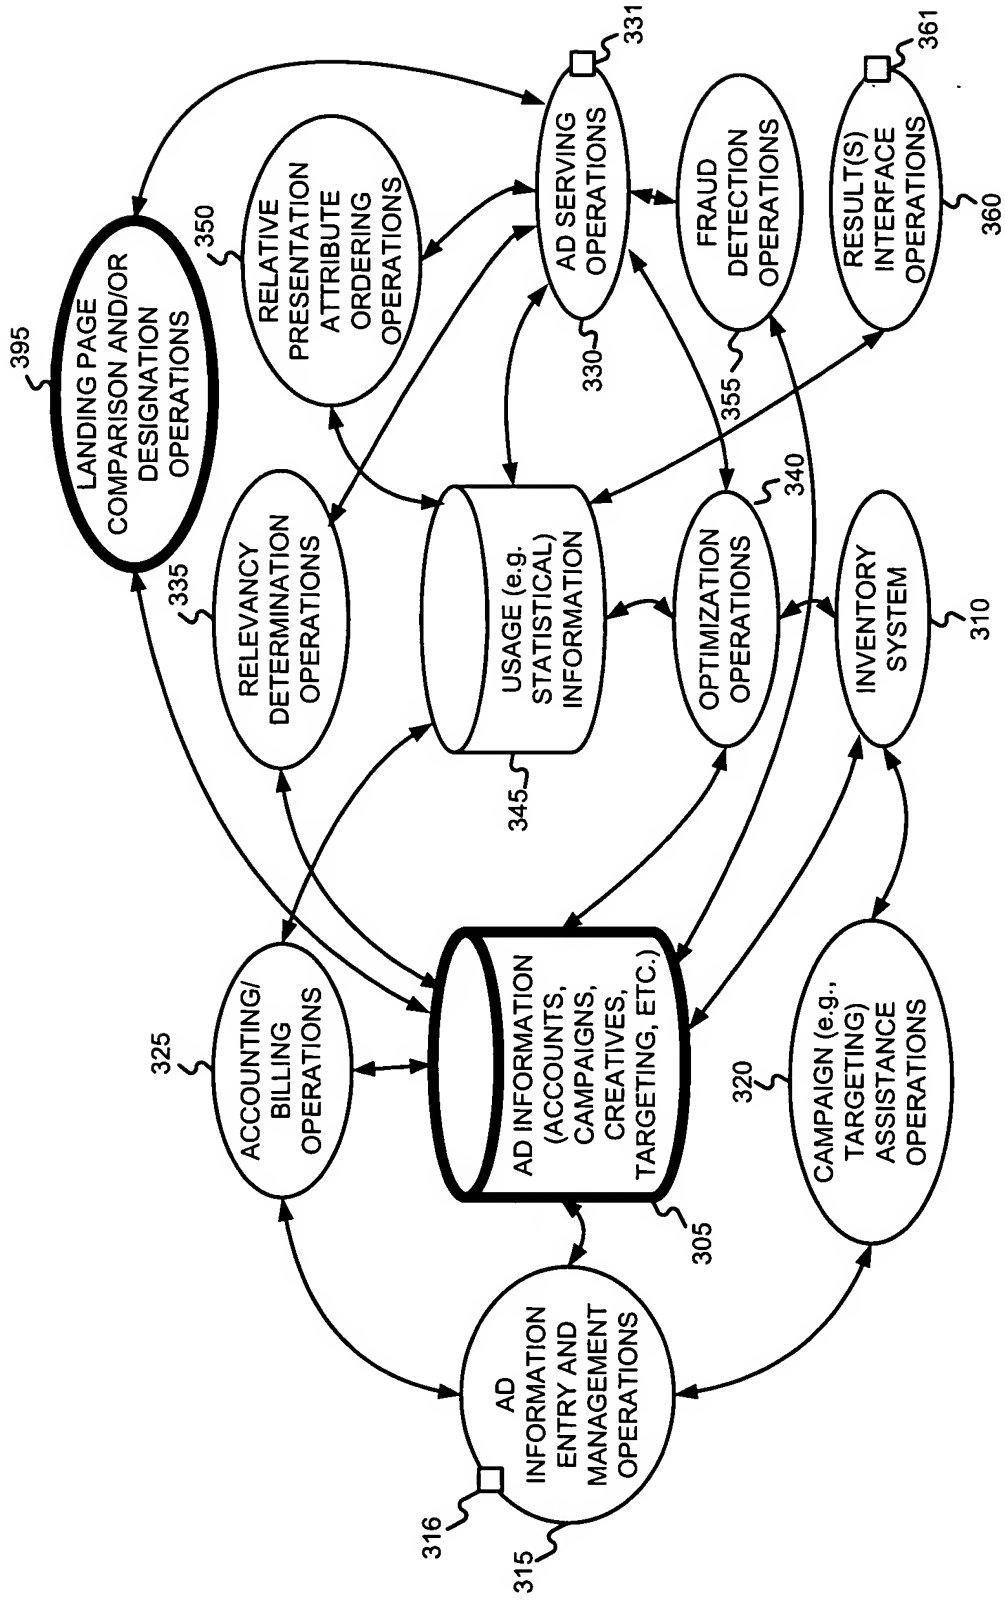 395
LANDING PAGE
COMPARISON AND/OR
DESIGNATION
OPERATIONS
325
ACCOUNTING/
BILLING
OPERATIONS
335
RELEVANCY
DETERMINATION
OPERATIONS
350
RELATIVE
PRESENTATION
ATTRIBUTE
ORDERING
OPERATIONS
316
315
AD
INFORMATION
ENTRY AND
MANAGEMENT
OPERATIONS
AD INFORMATION
(ACCOUNTS,
CAMPAIGNS,
CREATIVES,
TARGETING, ETC.)
305
345
USAGE (e.g.
STATISTICAL)
INFORMATION
331
AD SERVING
OPERATIONS
330
OPTIMIZATION
OPERATIONS
340
355
FRAUD
DETECTION
OPERATIONS
320
CAMPAIGN (e.g.,
TARGETING)
ASSISTANCE
OPERATIONS
INVENTORY
SYSTEM
310
361
RESULT(S)
INTERFACE
OPERATIONS
360